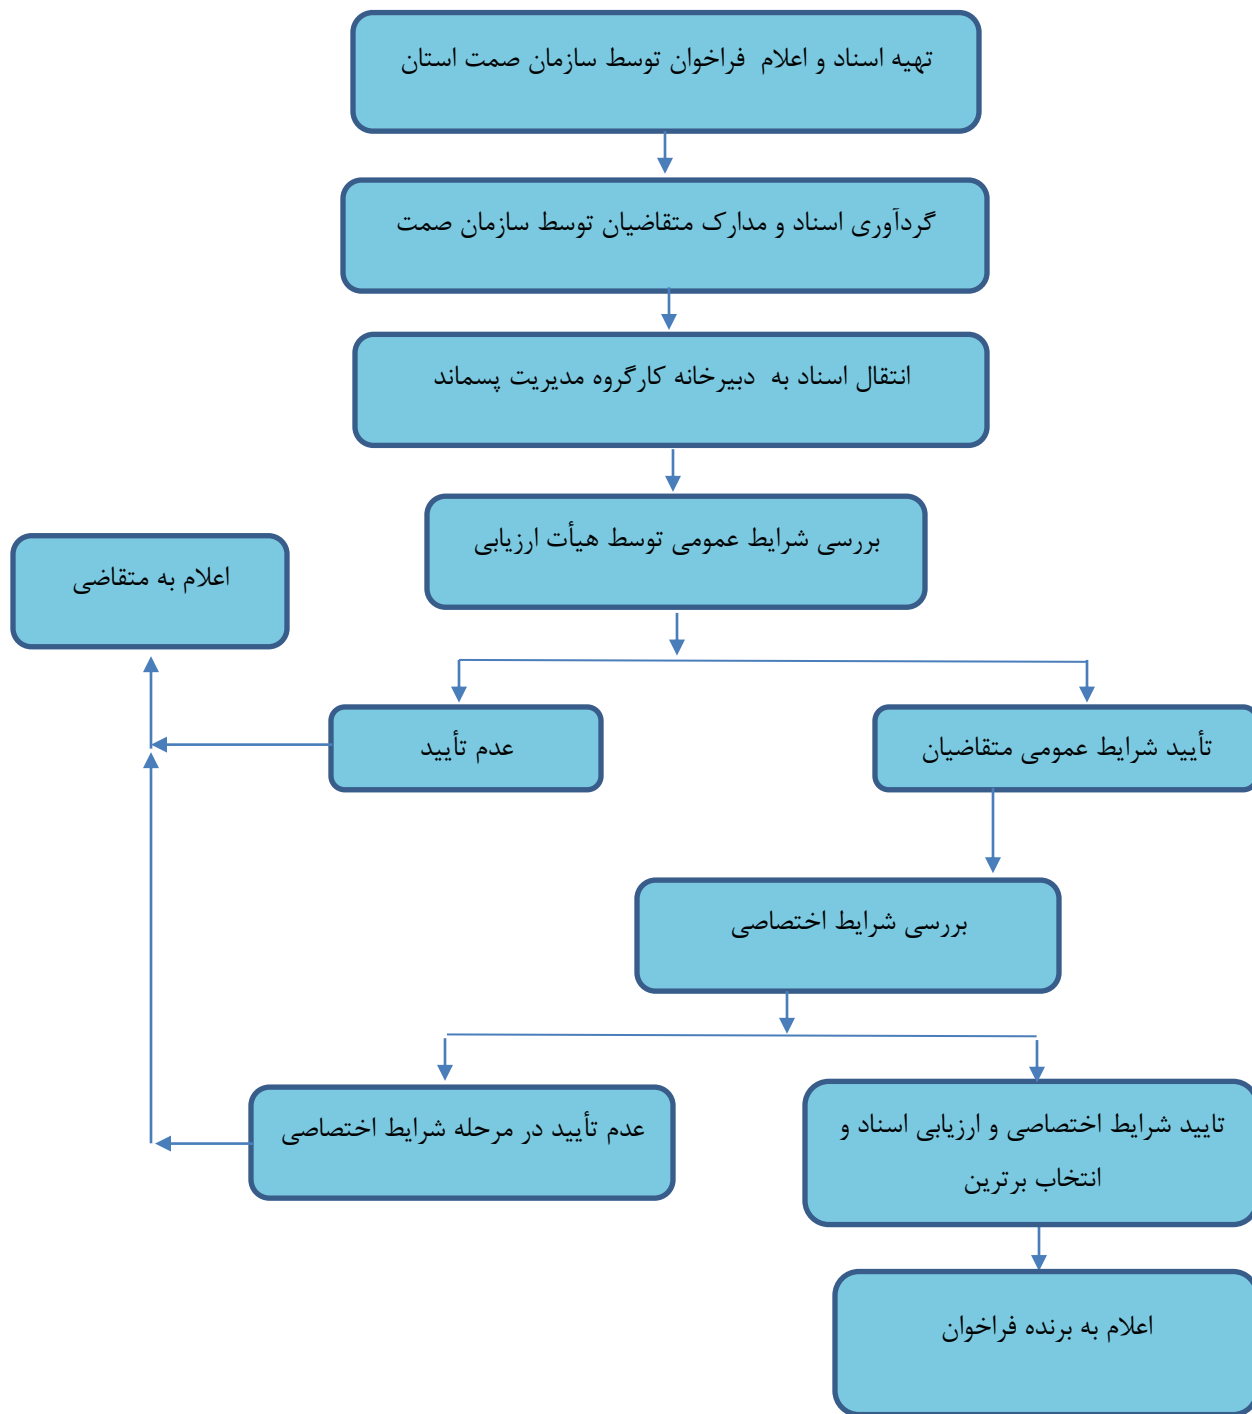 تهیه اسناد و اعلام فراخوان توسط سازمان صمت استان
گردآوری اسناد و مدارک متقاضیان توسط سازمان صمت
انتقال اسناد به دبیرخانه کارگروه مدیریت پسماند
بررسی شرایط عمومی توسط هیأت ارزیابی
اعلام به متقاضی
تأیید شرایط عمومی متقاضیان
عدم تأیید
بررسی شرایط اختصاصی
تایید شرایط اختصاصی و ارزیابی اسناد و
انتخاب برترین
عدم تأیید در مرحله شرایط اختصاصی
اعلام به برنده فراخوان